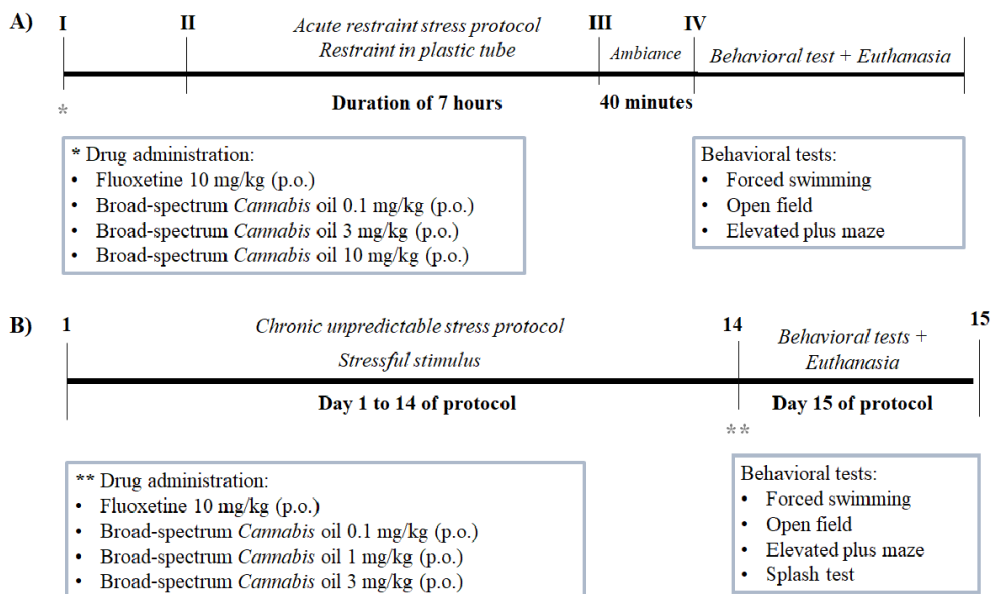 A) I II Acute restraint stress protocol III IV
Restraint in plastic tube Ambiance Behavioral test + Euthanasia
Duration of 7 hours 40 minutes
*
* Drug administration:
• Fluoxetine 10 mg/kg (p.o.)
• Broad-spectrum Cannabis oil 0.1 mg/kg (p.o.)
• Broad-spectrum Cannabis oil 3 mg/kg (p.o.)
• Broad-spectrum Cannabis oil 10 mg/kg (p.o.)
Behavioral tests:
• Forced swimming
• Open field
• Elevated plus maze
B) 1 Chronic unpredictable stress protocol 14 Behavioral tests + 15
Stressful stimulus Euthanasia
Day 1 to 14 of protocol Day 15 of protocol
**
** Drug administration:
• Fluoxetine 10 mg/kg (p.o.)
• Broad-spectrum Cannabis oil 0.1 mg/kg (p.o.)
• Broad-spectrum Cannabis oil 1 mg/kg (p.o.)
• Broad-spectrum Cannabis oil 3 mg/kg (p.o.)
Behavioral tests:
• Forced swimming
• Open field
• Elevated plus maze
• Splash test